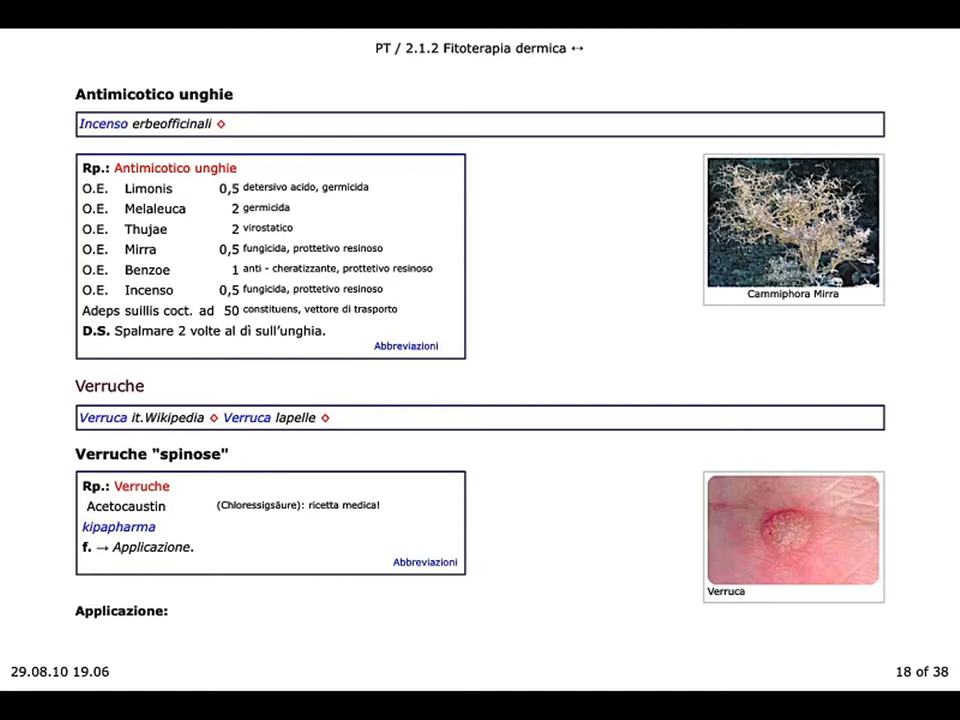 PT / 2.1.2 Fitoterapia dermica ↔
Antimicotico unghie
Incenso erbeofficinali ◇
Rp.: Antimicotico unghie
O.E. Limonis 0,5 detersivo acido, germicida
O.E. Melaleuca 2 germicida
O.E. Thujae 2 virostatico
O.E. Mirra 0,5 fungicida, prottetivo resinoso
O.E. Benzoe 1 anti - cheratizzante, prottetivo resinoso
O.E. Incenso 0,5 fungicida, prottetivo resinoso
Adeps suillis coct. ad 50 constituens, vettore di trasporto
D.S. Spalmare 2 volte al dì sull'unghia.
Abbreviazioni
Cammiphora Mirra
Verruche
Verruca it.Wikipedia ◇ Verruca lapelle ◇
Verruche "spinose"
Rp.: Verruche
Acetocaustin (Chloressigsäure): ricetta medica!
kipapharma
f. → Applicazione.
Abbreviazioni
Verruca
Applicazione:
29.08.10 19.06
18 of 38